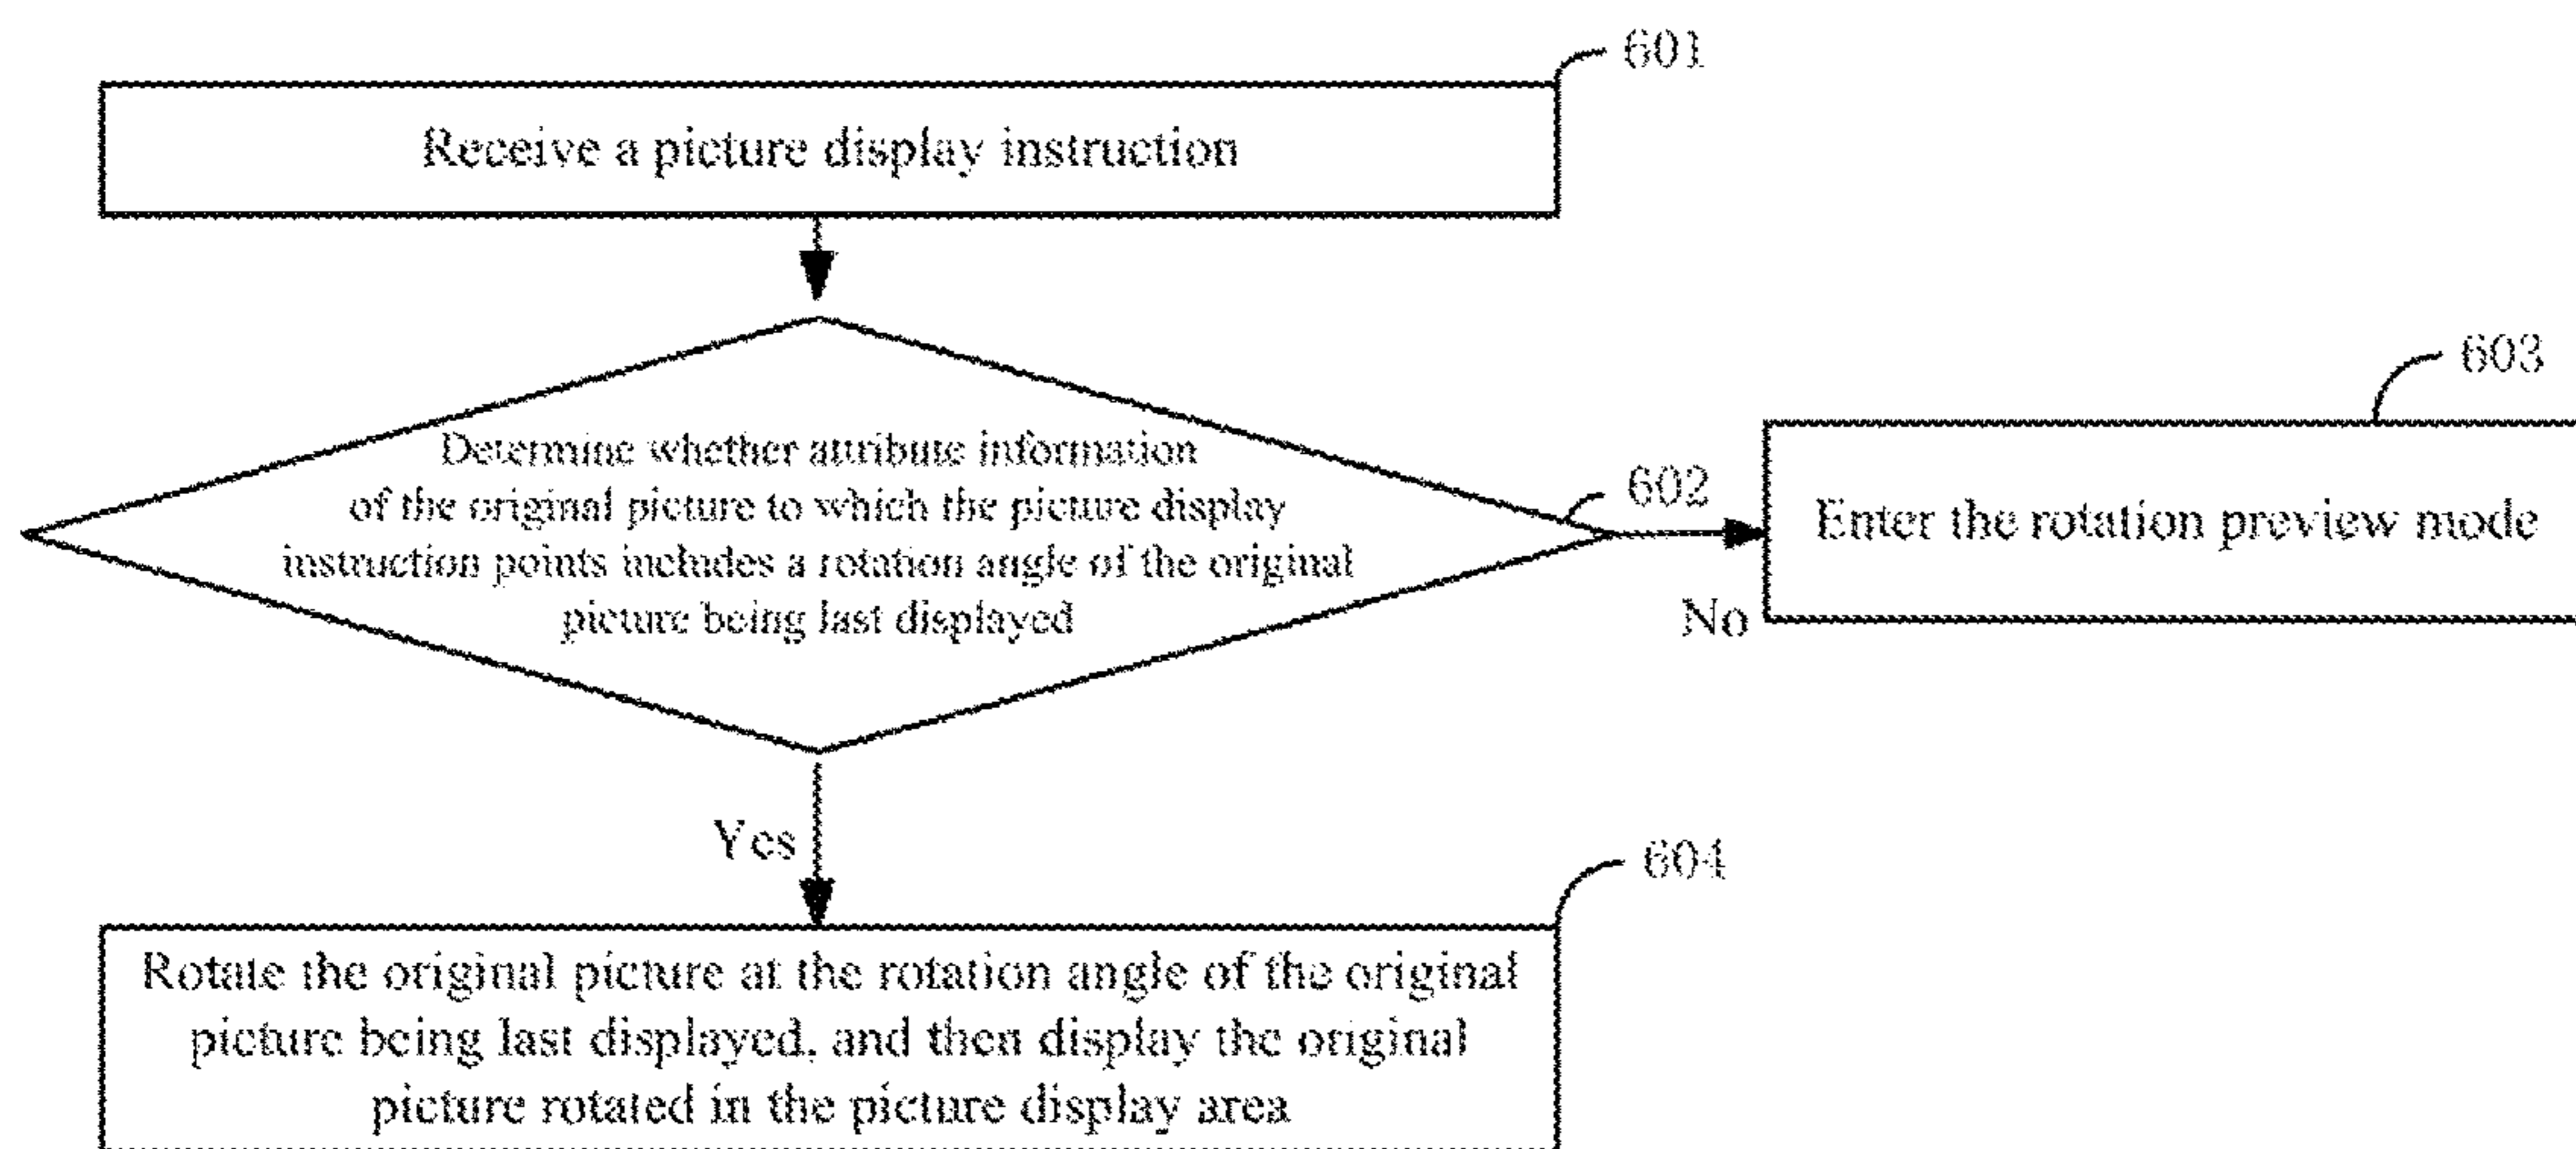 601
Receive a picture display instruction
Determine whether attribute information
of the original picture to which the picture display
instruction points includes a rotation angle of the original
picture being last displayed
602
603
Enter the rotation preview mode
No
Yes
604
Rotate the original picture at the rotation angle of the original
picture being last displayed, and then display the original
picture rotated in the picture display area